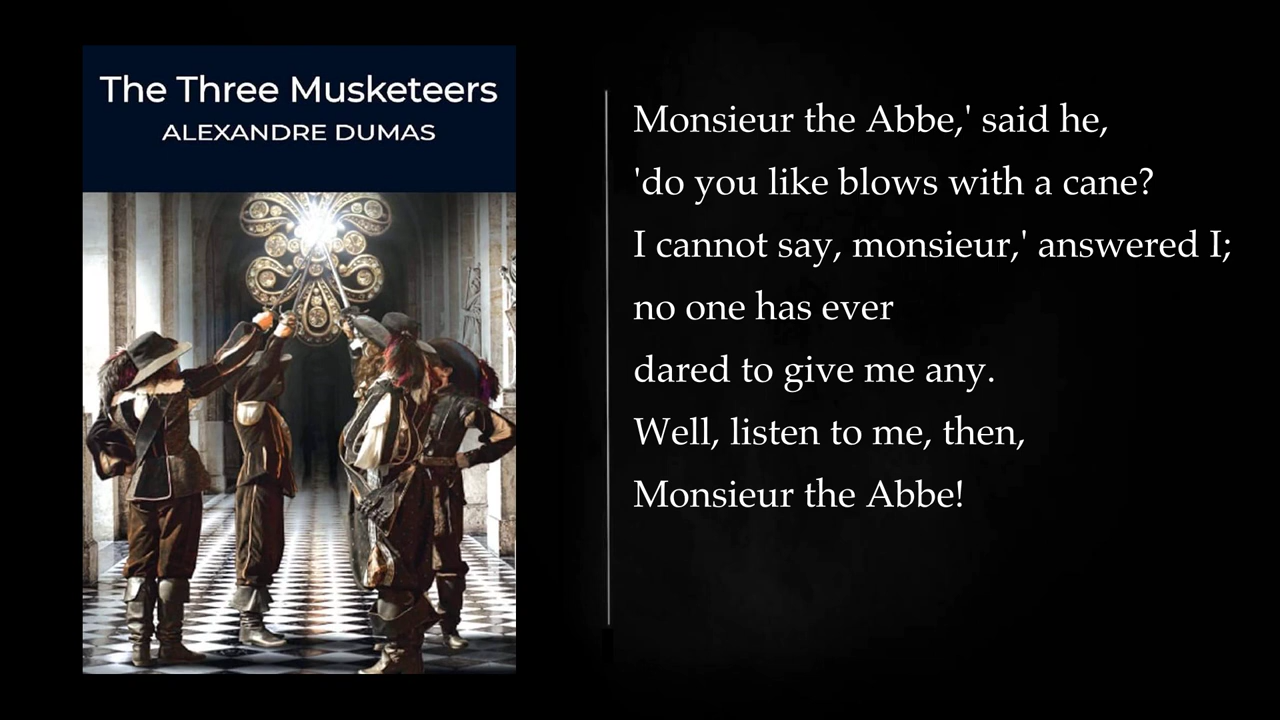 The Three Musketeers
ALEXANDRE DUMAS
Monsieur the Abbe,' said he,
'do you like blows with a cane?
I cannot say, monsieur,' answered I;
no one has ever
dared to give me any.
Well, listen to me, then,
Monsieur the Abbe!